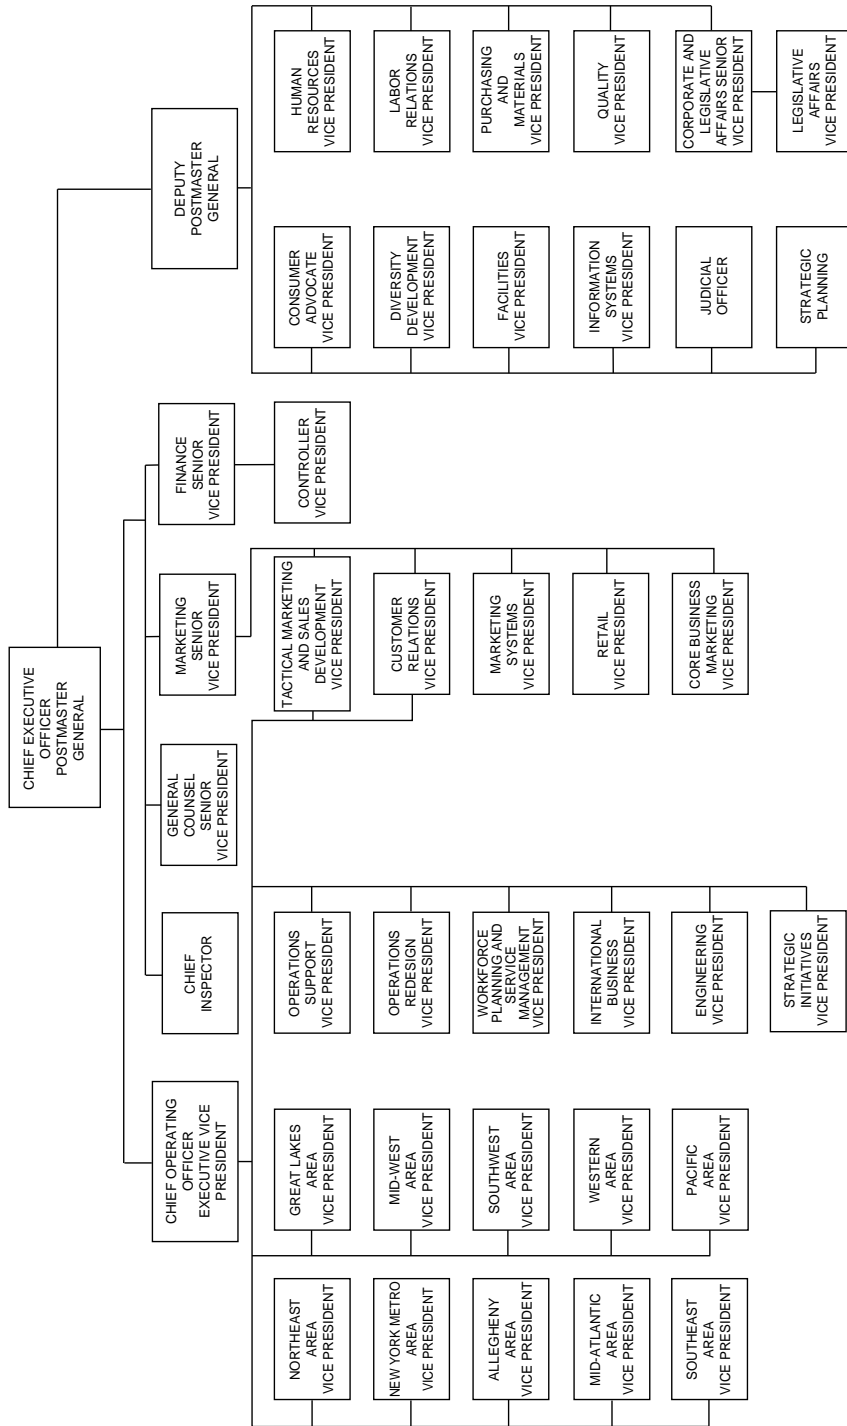 CHIEF EXECUTIVE
OFFICER
POSTMASTER
GENERAL
CHIEF OPERATING
OFFICER
EXECUTIVE VICE
PRESIDENT
CHIEF
INSPECTOR
GENERAL
COUNSEL
SENIOR
VICE PRESIDENT
MARKETING
SENIOR
VICE PRESIDENT
FINANCE
SENIOR
VICE PRESIDENT
DEPUTY
POSTMASTER
GENERAL
NORTHEAST
AREA
VICE PRESIDENT
GREAT LAKES
AREA
VICE PRESIDENT
OPERATIONS
SUPPORT
VICE PRESIDENT
TACTICAL MARKETING
AND SALES
DEVELOPMENT
VICE PRESIDENT
CONTROLLER
VICE PRESIDENT
CONSUMER
ADVOCATE
VICE PRESIDENT
HUMAN
RESOURCES
VICE PRESIDENT
NEW YORK METRO
AREA
VICE PRESIDENT
MID-WEST
AREA
VICE PRESIDENT
OPERATIONS
REDESIGN
VICE PRESIDENT
CUSTOMER
RELATIONS
VICE PRESIDENT
DIVERSITY
DEVELOPMENT
VICE PRESIDENT
LABOR
RELATIONS
VICE PRESIDENT
ALLEGHENY
AREA
VICE PRESIDENT
SOUTHWEST
AREA
VICE PRESIDENT
WORKFORCE
PLANNING AND
SERVICE
MANAGEMENT
VICE PRESIDENT
MARKETING
SYSTEMS
VICE PRESIDENT
FACILITIES
VICE PRESIDENT
PURCHASING
AND
MATERIALS
VICE PRESIDENT
MID-ATLANTIC
AREA
VICE PRESIDENT
WESTERN
AREA
VICE PRESIDENT
INTERNATIONAL
BUSINESS
VICE PRESIDENT
RETAIL
VICE PRESIDENT
INFORMATION
SYSTEMS
VICE PRESIDENT
QUALITY
VICE PRESIDENT
SOUTHEAST
AREA
VICE PRESIDENT
PACIFIC
AREA
VICE PRESIDENT
ENGINEERING
VICE PRESIDENT
CORE BUSINESS
MARKETING
VICE PRESIDENT
JUDICIAL
OFFICER
CORPORATE AND
LEGISLATIVE
AFFAIRS SENIOR
VICE PRESIDENT
STRATEGIC
INITIATIVES
VICE PRESIDENT
STRATEGIC
PLANNING
LEGISLATIVE
AFFAIRS
VICE PRESIDENT